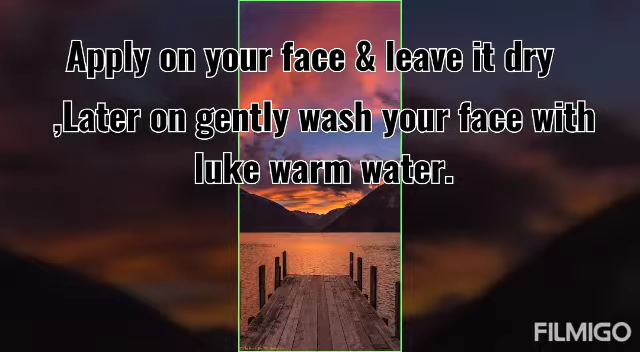 Apply on your face & leave it dry
,Later on gently wash your face with
luke warm water.
FILMIGO